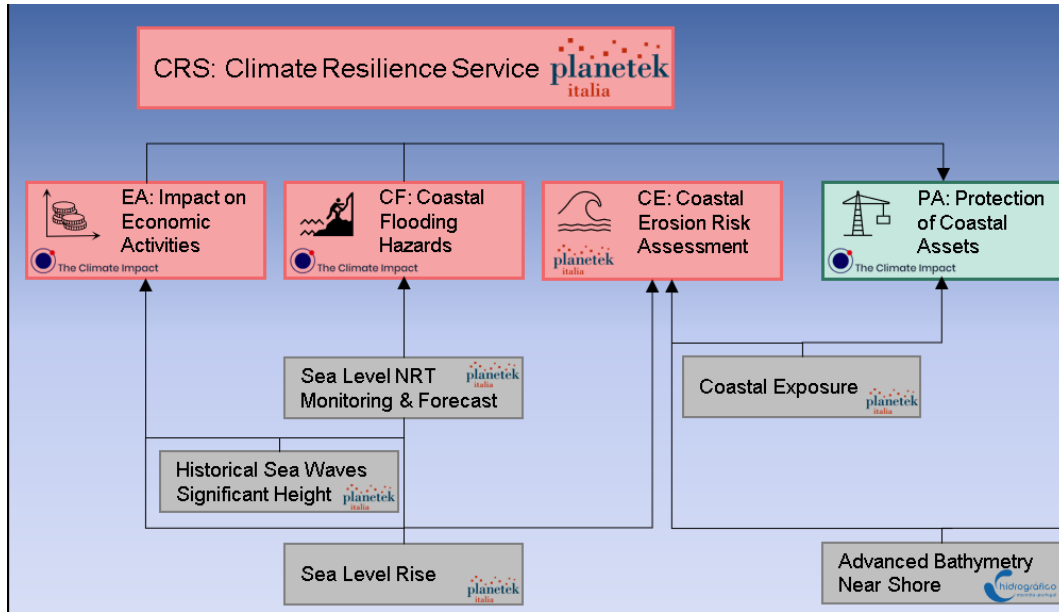 CRS: Climate Resilience Service
planetek
italia
EA: Impact on
Economic
Activities
The Climate Impact
CF: Coastal
Flooding
Hazards
The Climate Impact
CE: Coastal
Erosion Risk
Assessment
planetek
italia
PA: Protection
of Coastal
Assets
The Climate Impact
Sea Level NRT
Monitoring & Forecast
planetek
italia
Coastal Exposure
planetek
italia
Historical Sea Waves
Significant Height
planetek
italia
Sea Level Rise
planetek
italia
Advanced Bathymetry
Near Shore
hidrográfico